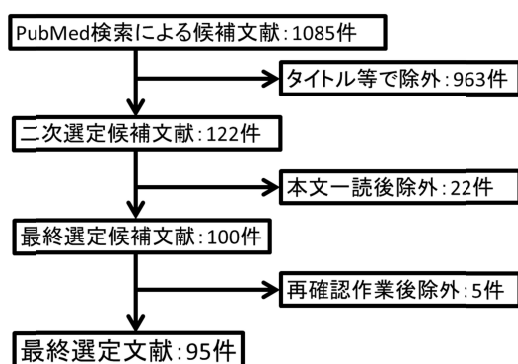 PubMed検索による候補文献:1085件
タイトル等で除外:963件
二次選定候補文献:122件
本文一読後除外:22件
最終選定候補文献:100件
再確認作業後除外:5件
最終選定文献:95件